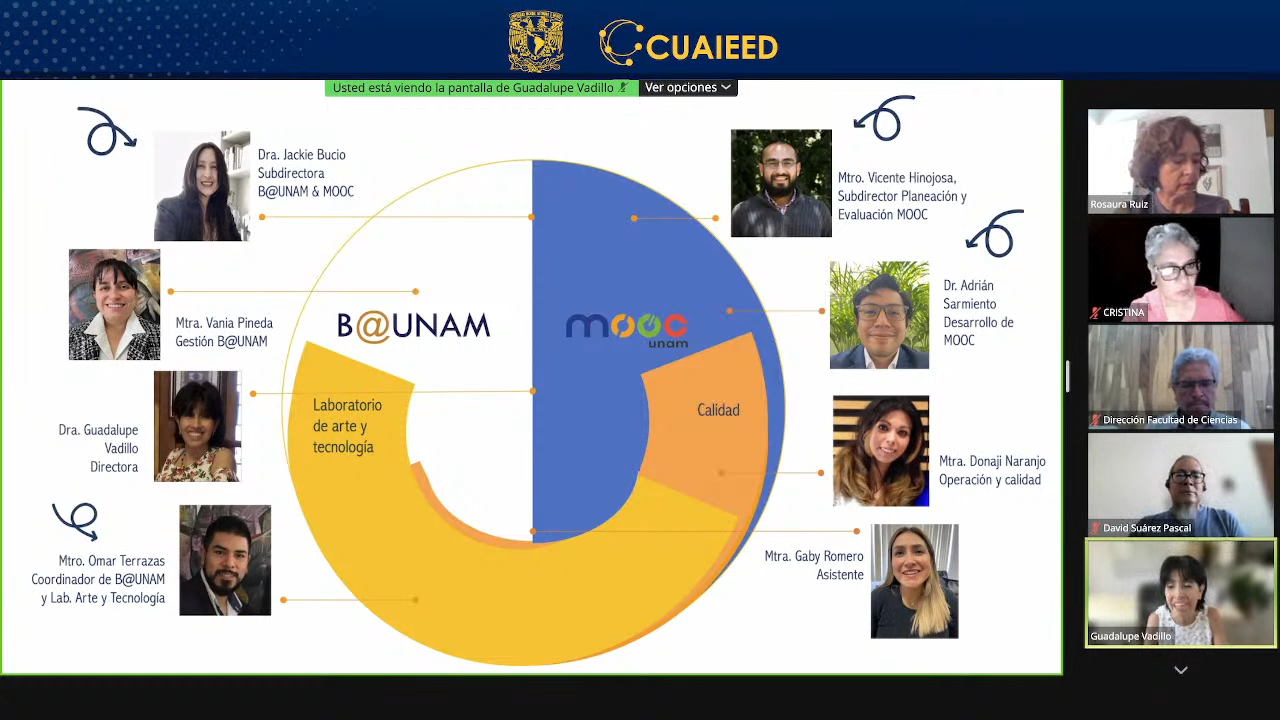 CUAIEED
Usted está viendo la pantalla de Guadalupe Vadillo
Ver opciones
Dra. Jackie Bucio
Subdirectora
B@UNAM & MOOC
Mtra. Vania Pineda
Gestión B@UNAM
Dra. Guadalupe
Vadillo
Directora
Mtro. Omar Terrazas
Coordinador de B@UNAM
y Lab. Arte y Tecnología
B@UNAM
mooc
unam
Laboratorio
de arte y
tecnología
Calidad
Mtro. Vicente Hinojosa,
Subdirector Planeación y
Evaluación MOOC
Dr. Adrián
Sarmiento
Desarrollo de
MOOC
Mtra. Donaji Naranjo
Operación y calidad
Mtra. Gaby Romero
Asistente
Rosaura Ruiz
CRISTINA
Dirección Facultad de Ciencias
David Suárez Pascal
Guadalupe Vadillo